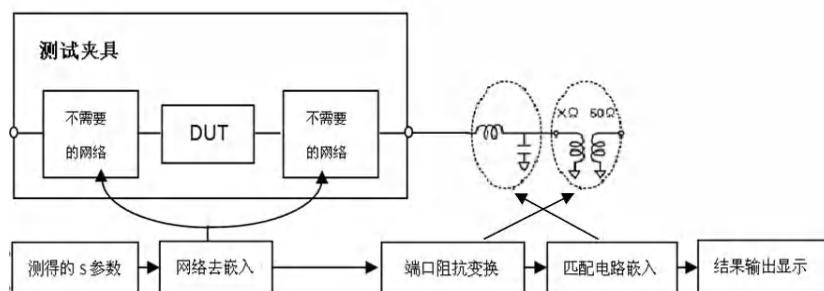 测试夹具
不需要
的网络
DUT
不需要
的网络
XΩ 50Ω
测得的 S 参数
网络去嵌入
端口阻抗变换
匹配电路嵌入
结果输出显示